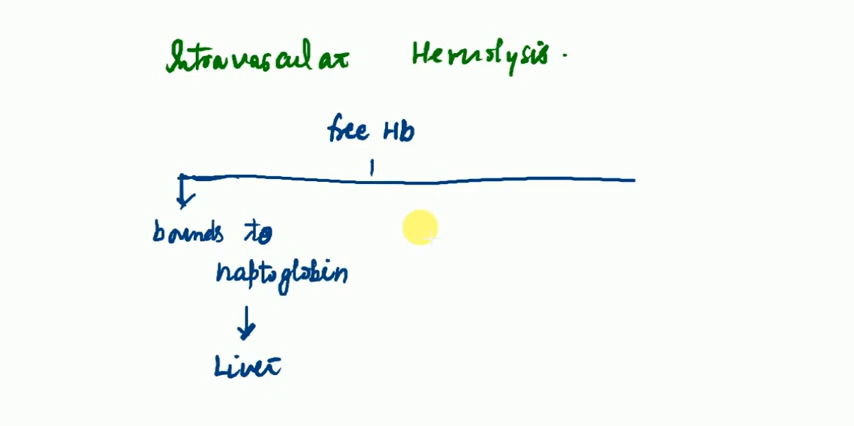 Intravascular Hemolysis.
free Hb
bounds to
haptoglobin
Liver